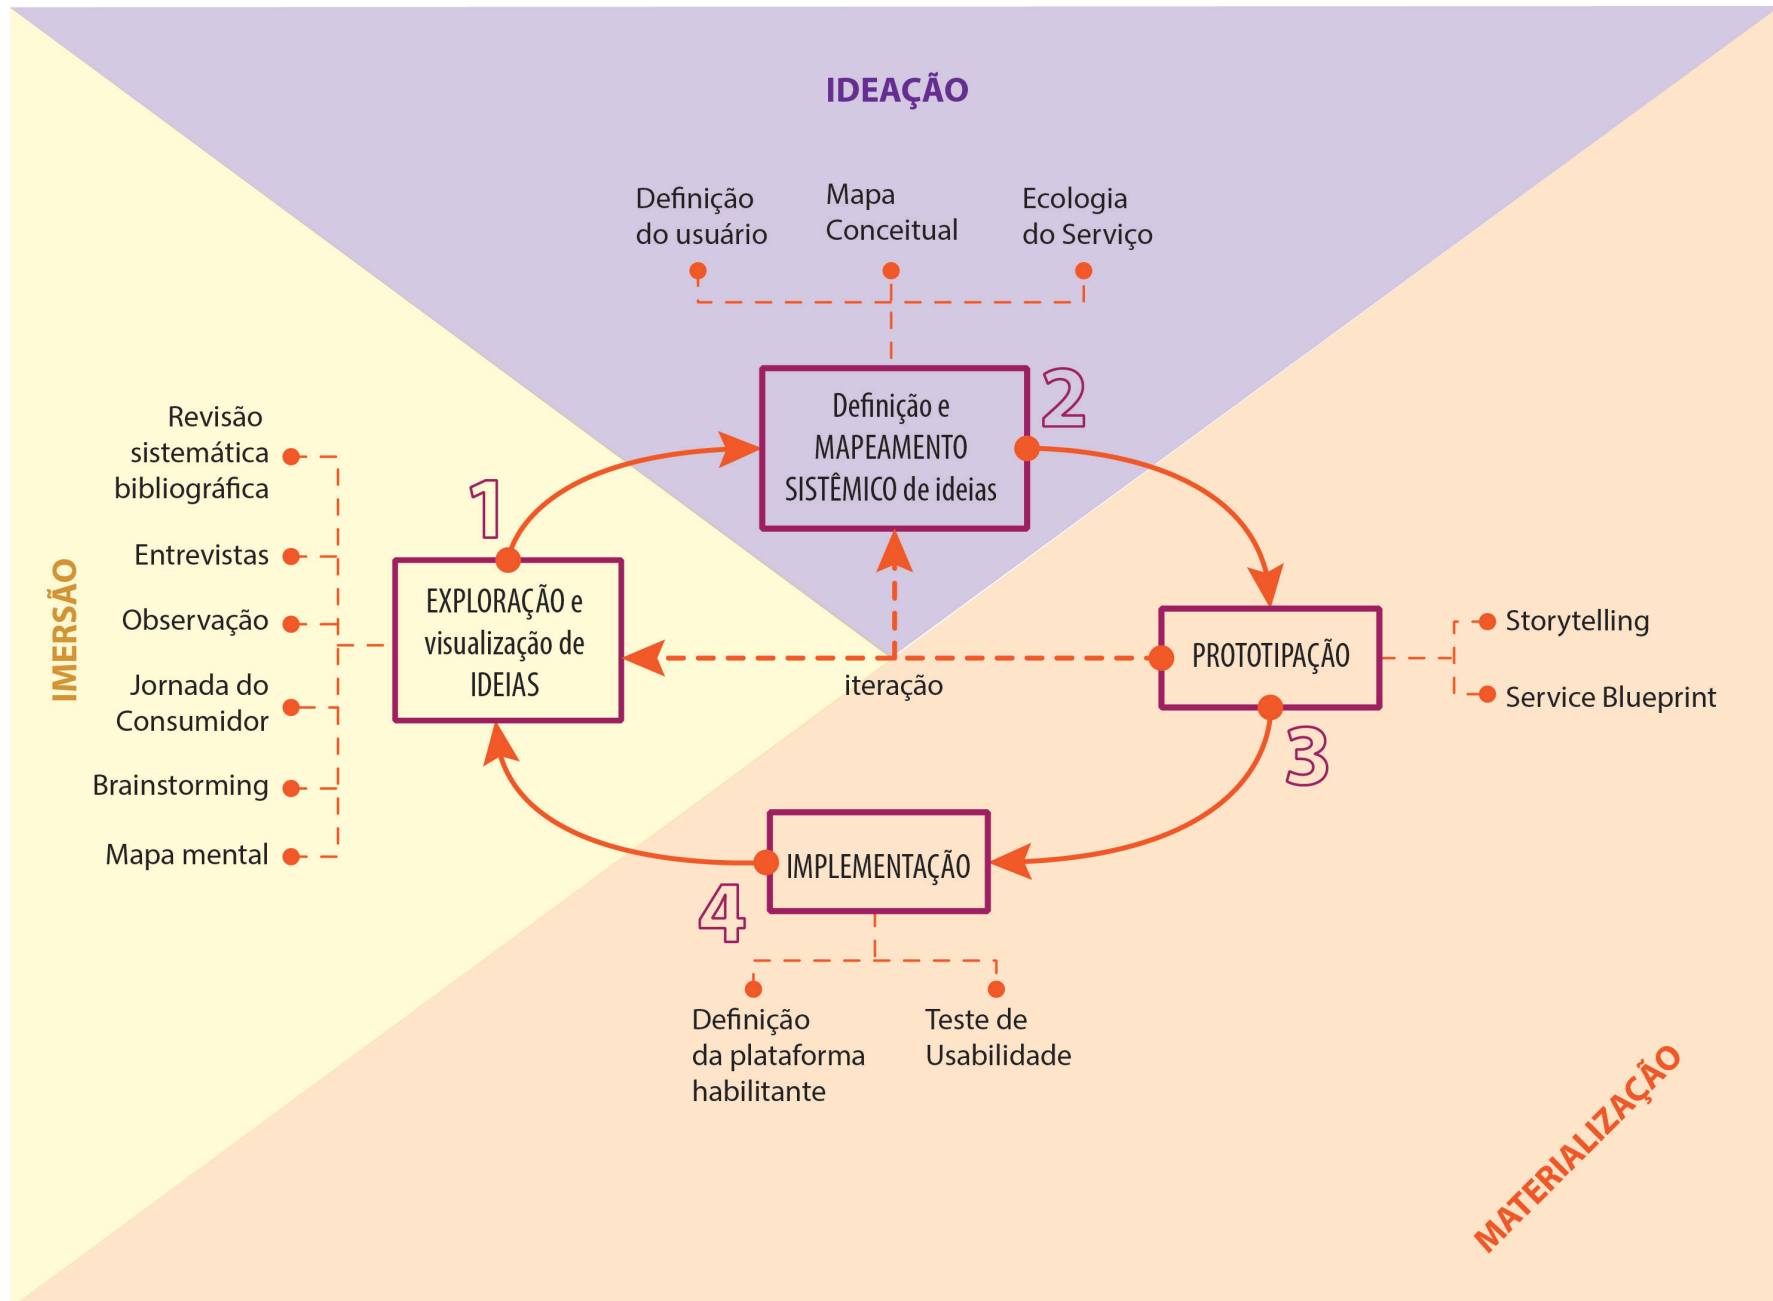 IDEAÇÃO
Definição
do usuário
Mapa
Conceitual
Ecologia
do Serviço
2
Definição e
MAPEAMENTO
SISTÊMICO de ideias
IMERSÃO
Revisão
sistemática
bibliográfica
Entrevistas
Observação
Jornada do
Consumidor
Brainstorming
Mapa mental
1
EXPLORAÇÃO e
visualização de
IDEIAS
iteração
PROTOTIPAÇÃO
3
Storytelling
Service Blueprint
IMPLEMENTAÇÃO
4
Definição
da plataforma
habilitante
Teste de
Usabilidade
MATERIALIZAÇÃO